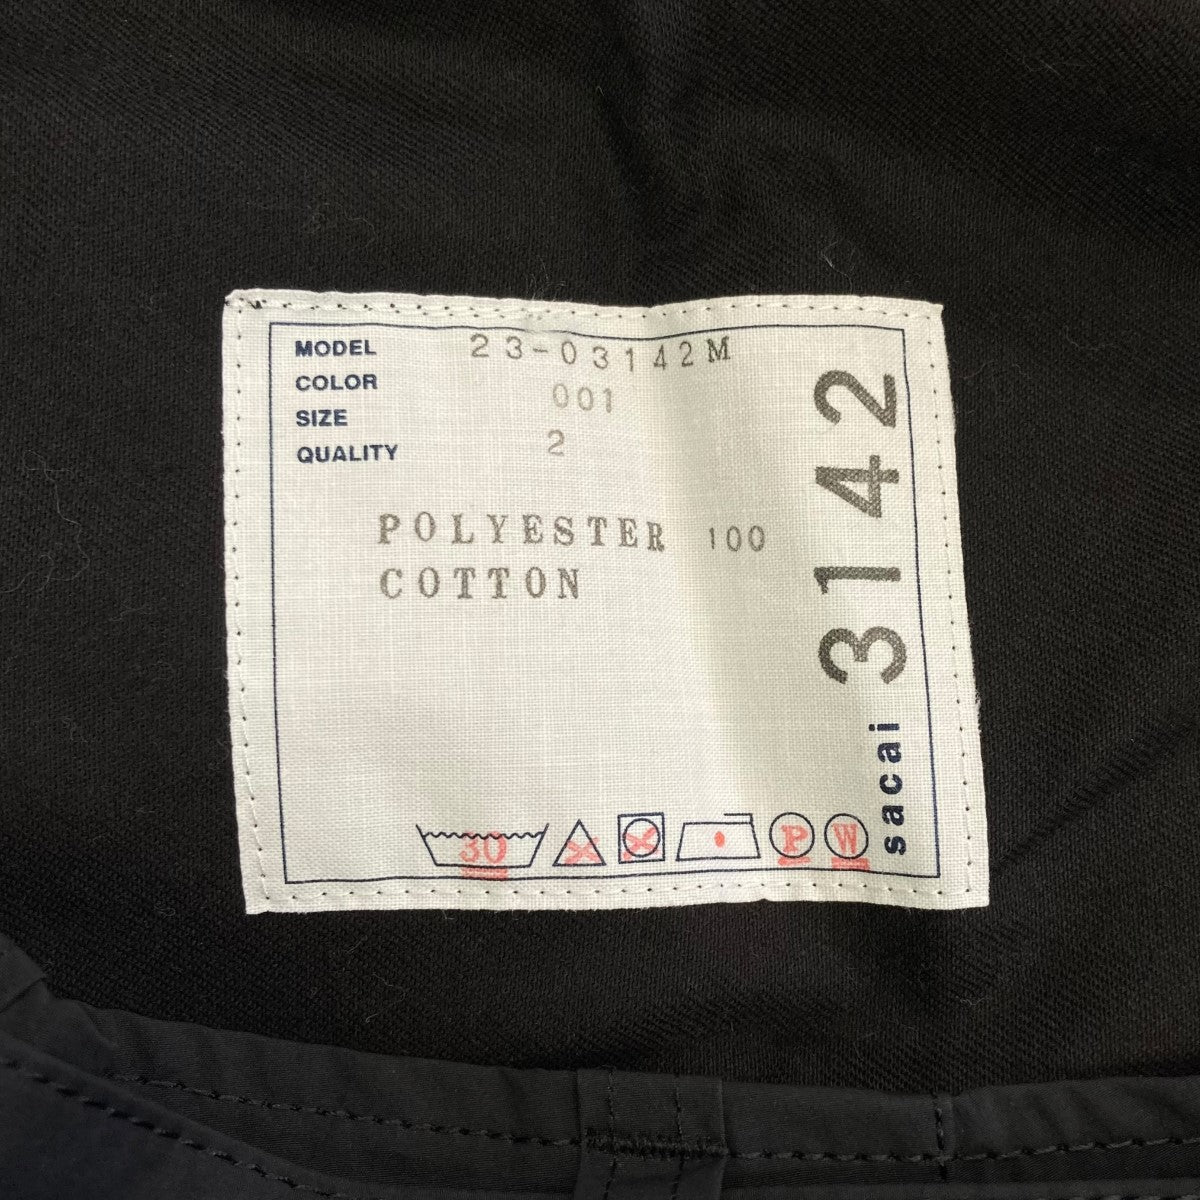 MODEL 23-03142M
COLOR 001
SIZE 2
QUALITY
POLYESTER 100
COTTON
30
P
W
sacai 3142